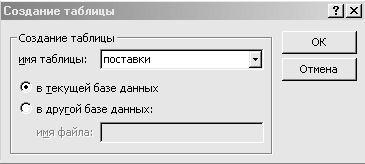 Создание таблицы
Создание таблицы
имя таблицы: поставки
ОК
Отмена
в текущей базе данных
в другой базе данных:
имя файла: